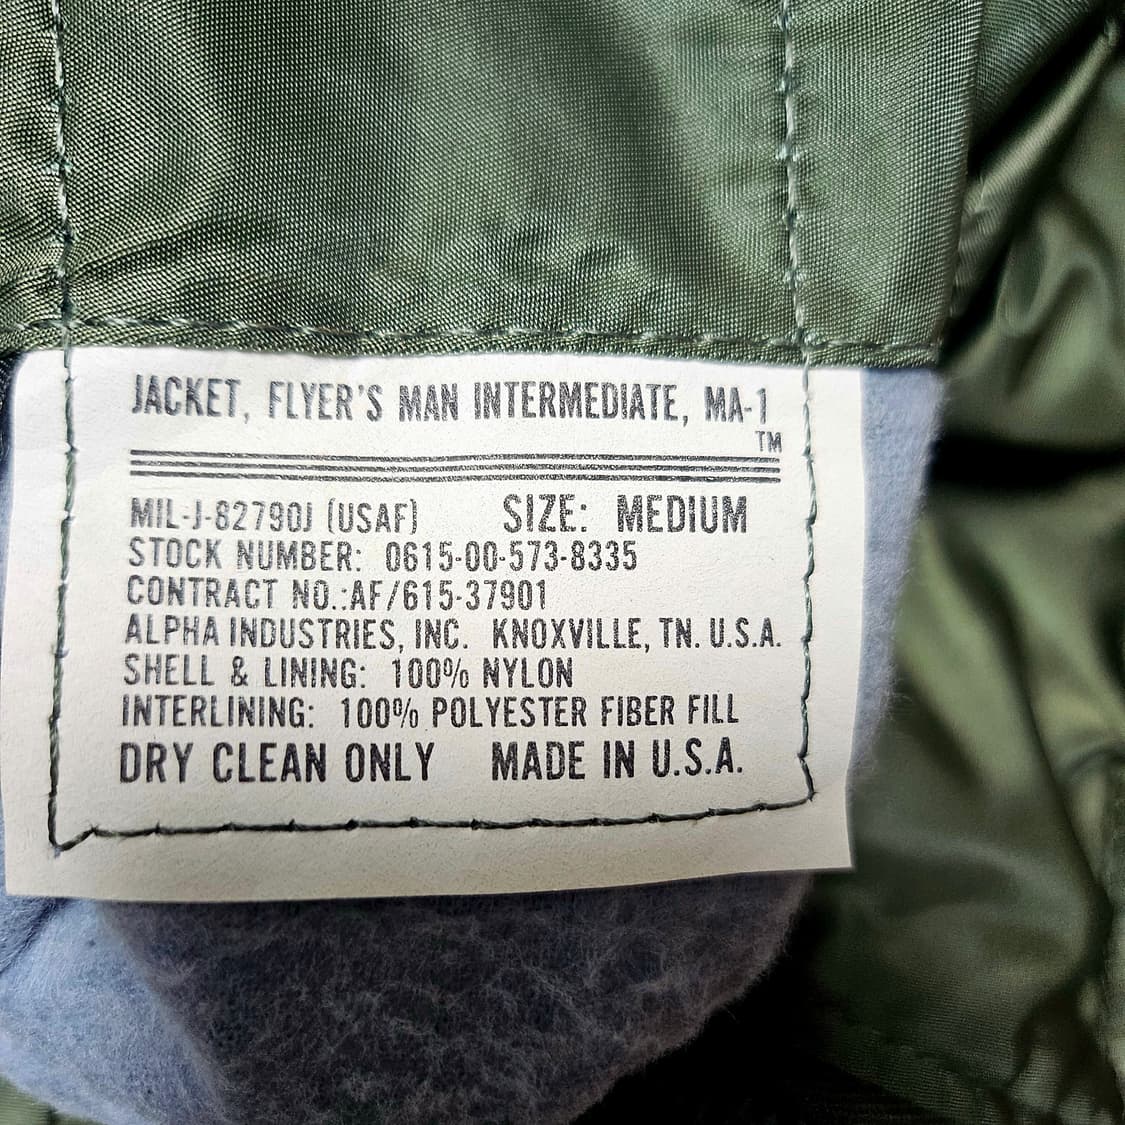 JACKET, FLYER'S MAN INTERMEDIATE, MA-1
TM
MIL-J-82790J (USAF) SIZE: MEDIUM
STOCK NUMBER: 0615-00-573-8335
CONTRACT NO.:AF/615-37901
ALPHA INDUSTRIES, INC. KNOXVILLE, TN. U.S.A.
SHELL & LINING: 100% NYLON
INTERLINING: 100% POLYESTER FIBER FILL
DRY CLEAN ONLY MADE IN U.S.A.